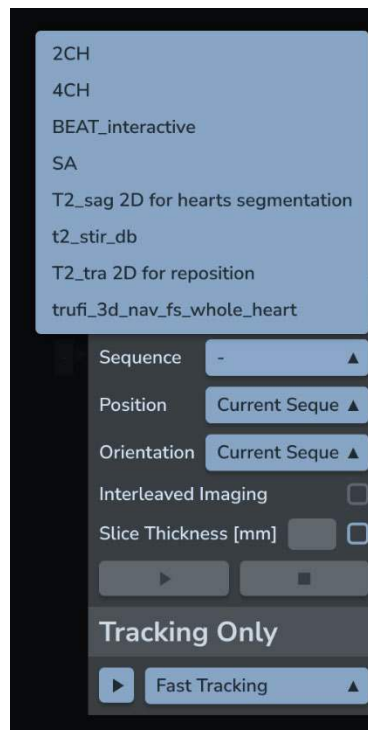 2CH
4CH
BEAT_interactive
SA
T2_sag 2D for hearts segmentation
t2_stir_db
T2_tra 2D for reposition
trufi_3d_nav_fs_whole_heart
Sequence -
Position Current Seque
Orientation Current Seque
Interleaved Imaging
Slice Thickness [mm]
Tracking Only
Fast Tracking